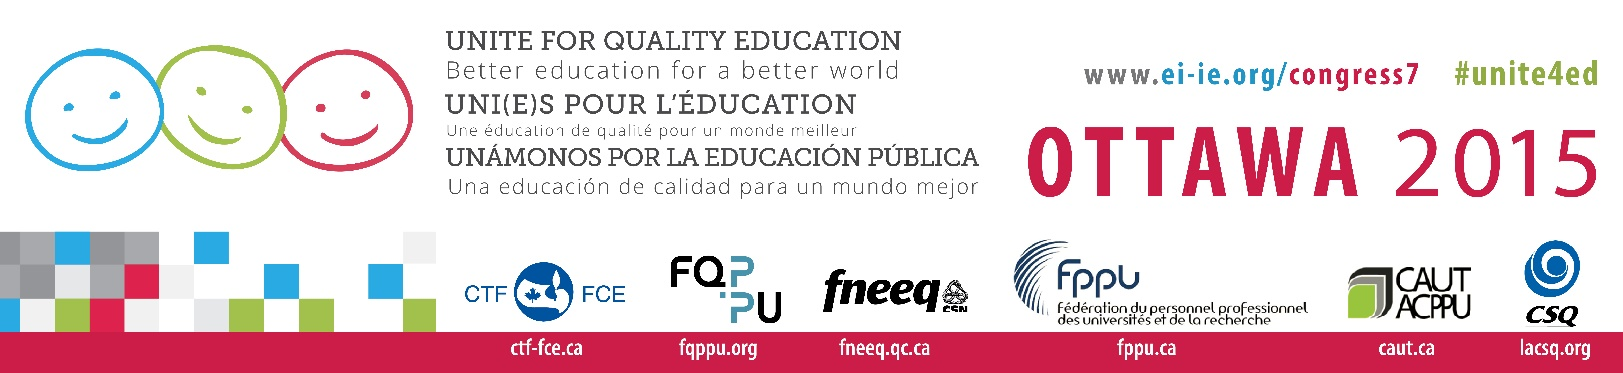 UNITE FOR QUALITY EDUCATION
Better education for a better world
UNI(E)S POUR L'ÉDUCATION
Une éducation de qualité pour un monde meilleur
UNÁMONOS POR LA EDUCACIÓN PÚBLICA
Una educación de calidad para un mundo mejor
www.ei-ie.org/congress7 #unite4ed
OTTAWA 2015
CTF FCE
FQP
PU
fneeq CSN
fppu
Fédération du personnel professionnel
des universités et de la recherche
CAUT
ACPPU
CSQ
ctf-fce.ca fqppu.org fneeq.qc.ca fppu.ca caut.ca lacsq.org